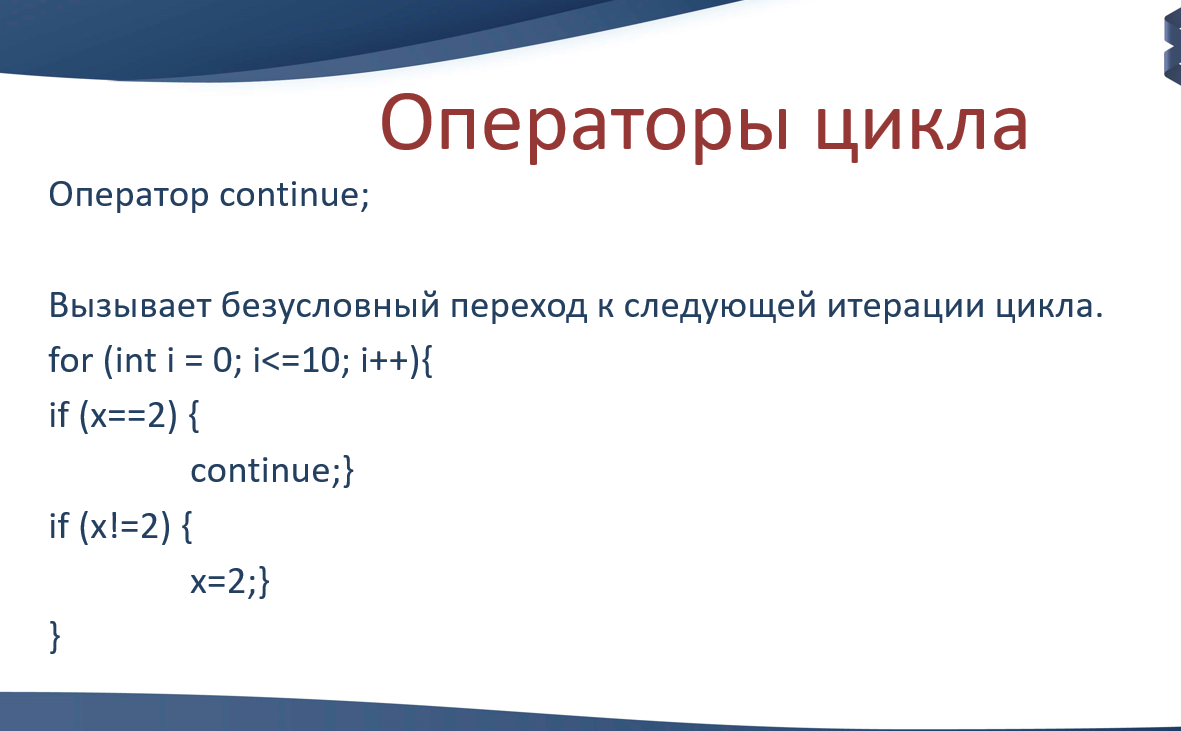 Операторы цикла
Оператор continue;
Вызывает безусловный переход к следующей итерации цикла.
for (int i = 0; i<=10; i++){
if (x==2) {
continue;}
if (x!=2) {
x=2;}
}